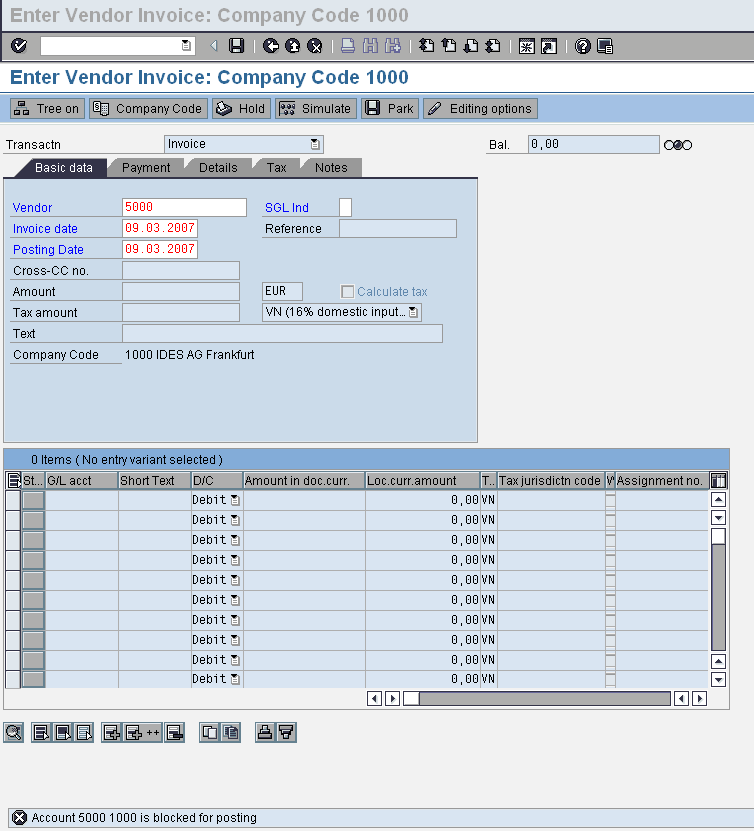 Enter Vendor Invoice: Company Code 1000
Enter Vendor Invoice: Company Code 1000
Tree on Company Code Hold Simulate Park Editing options
Transactn Invoice Bal. 0,00
Basic data Payment Details Tax Notes
Vendor 5000 SGL Ind
Invoice date 09.03.2007 Reference
Posting Date 09.03.2007
Cross-CC no.
Amount EUR Calculate tax
Tax amount VN (16% domestic input...
Text
Company Code 1000 IDES AG Frankfurt
0 Items ( No entry variant selected )
St... G/L acct Short Text D/C Amount in doc.curr. Loc.curr.amount T.. Tax jurisdictn code V Assignment no.
Debit 0,00 VN
Debit 0,00 VN
Debit 0,00 VN
Debit 0,00 VN
Debit 0,00 VN
Debit 0,00 VN
Debit 0,00 VN
Debit 0,00 VN
Debit 0,00 VN
Debit 0,00 VN
Account 5000 1000 is blocked for posting